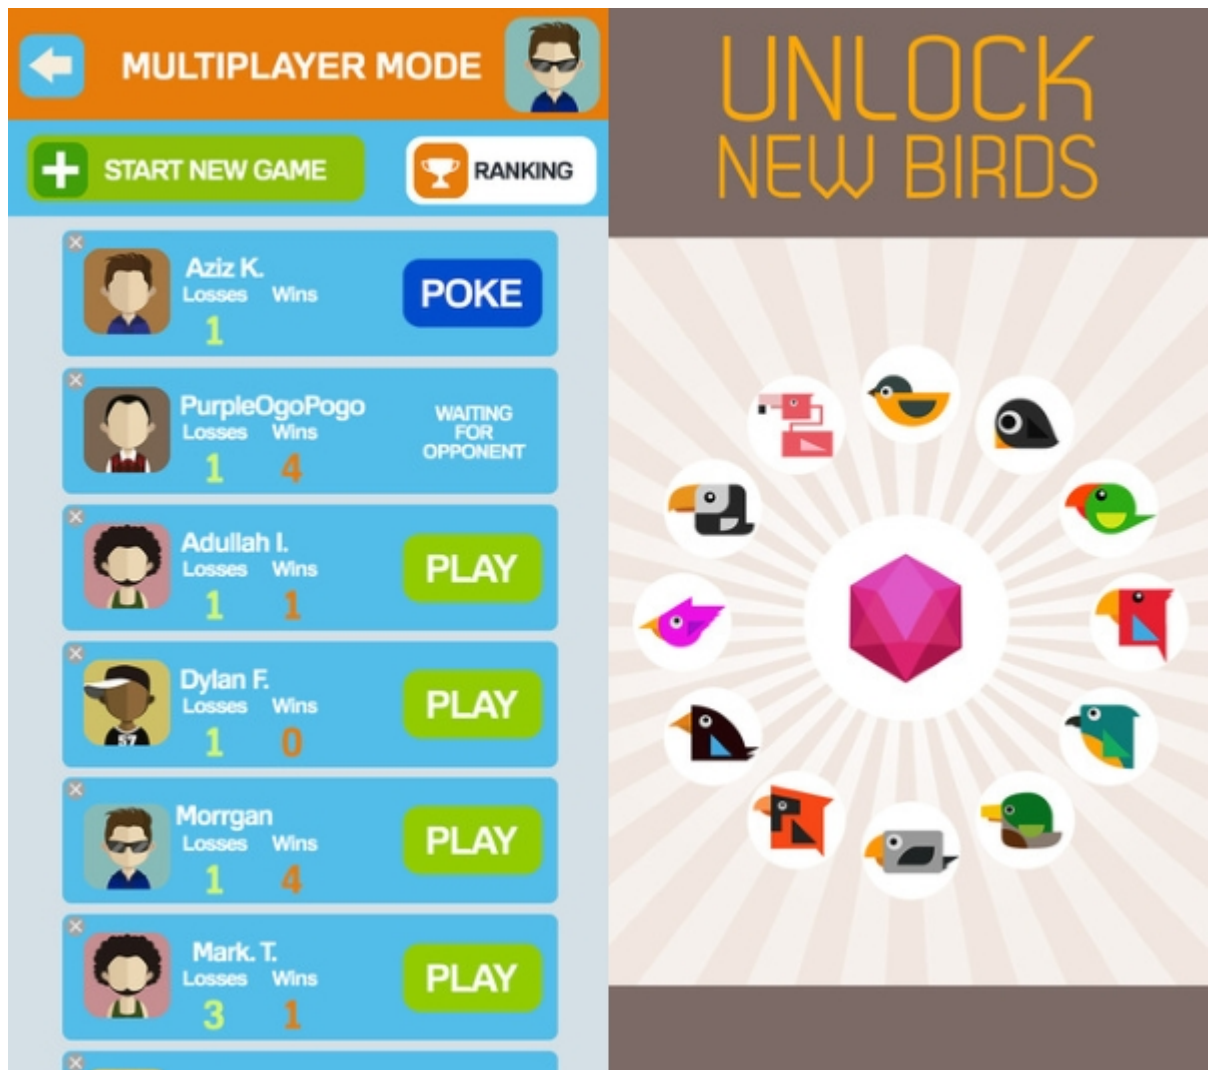 MULTIPLAYER MODE
START NEW GAME
RANKING
Aziz K.
Losses Wins
1
POKE
PurpleOgoPogo
Losses Wins
1 4
WAITING
FOR
OPPONENT
Adullah I.
Losses Wins
1 1
PLAY
Dylan F.
Losses Wins
1 0
PLAY
57
Morrgan
Losses Wins
1 4
PLAY
Mark. T.
Losses Wins
3 1
PLAY
UNLOCK
NEW BIRDS